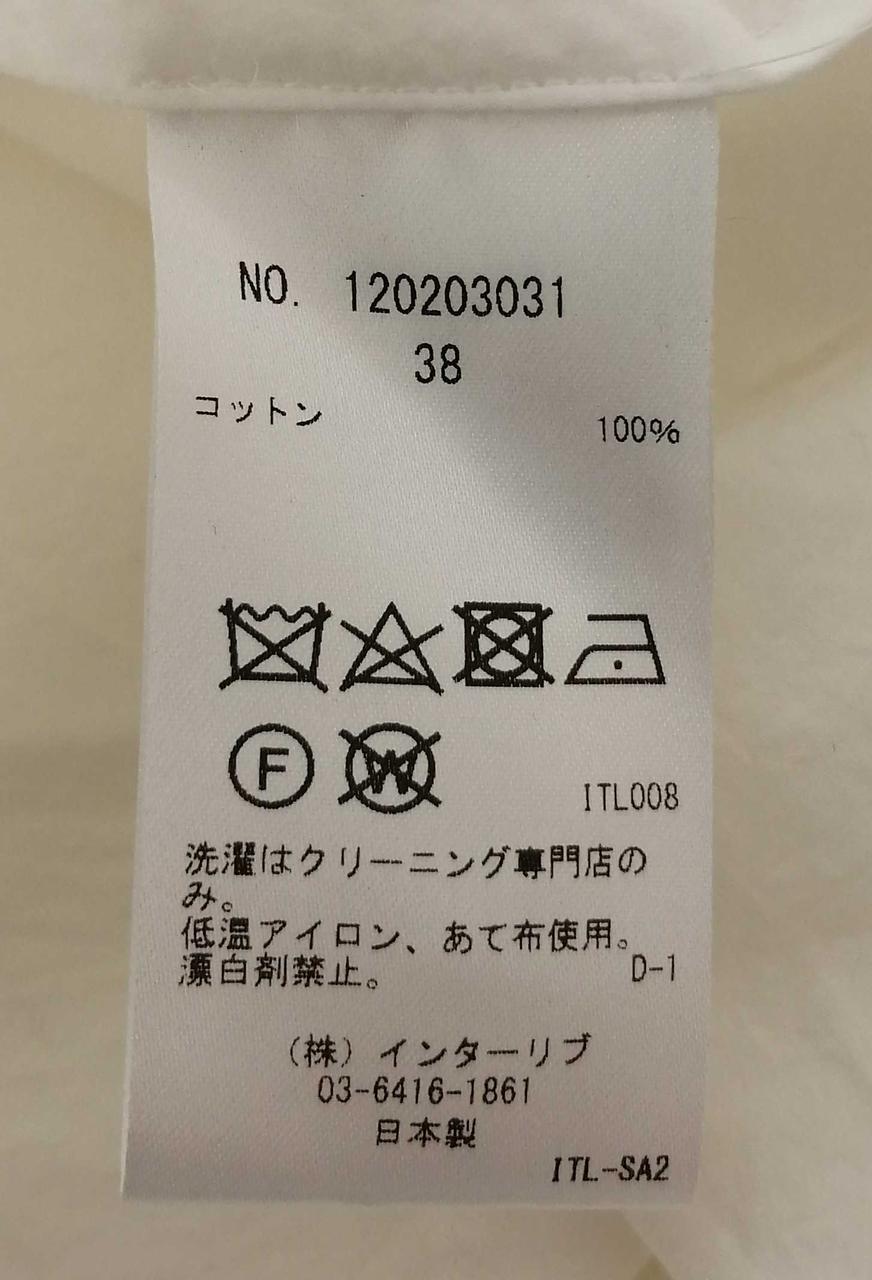 NO. 120203031
38
コットン 100%
F W ITL008
洗濯はクリーニング専門店の
み。
低温アイロン、あて布使用。
漂白剤禁止。 D-1
(株)インターリブ
03-6416-1861
日本製
ITL-SA2